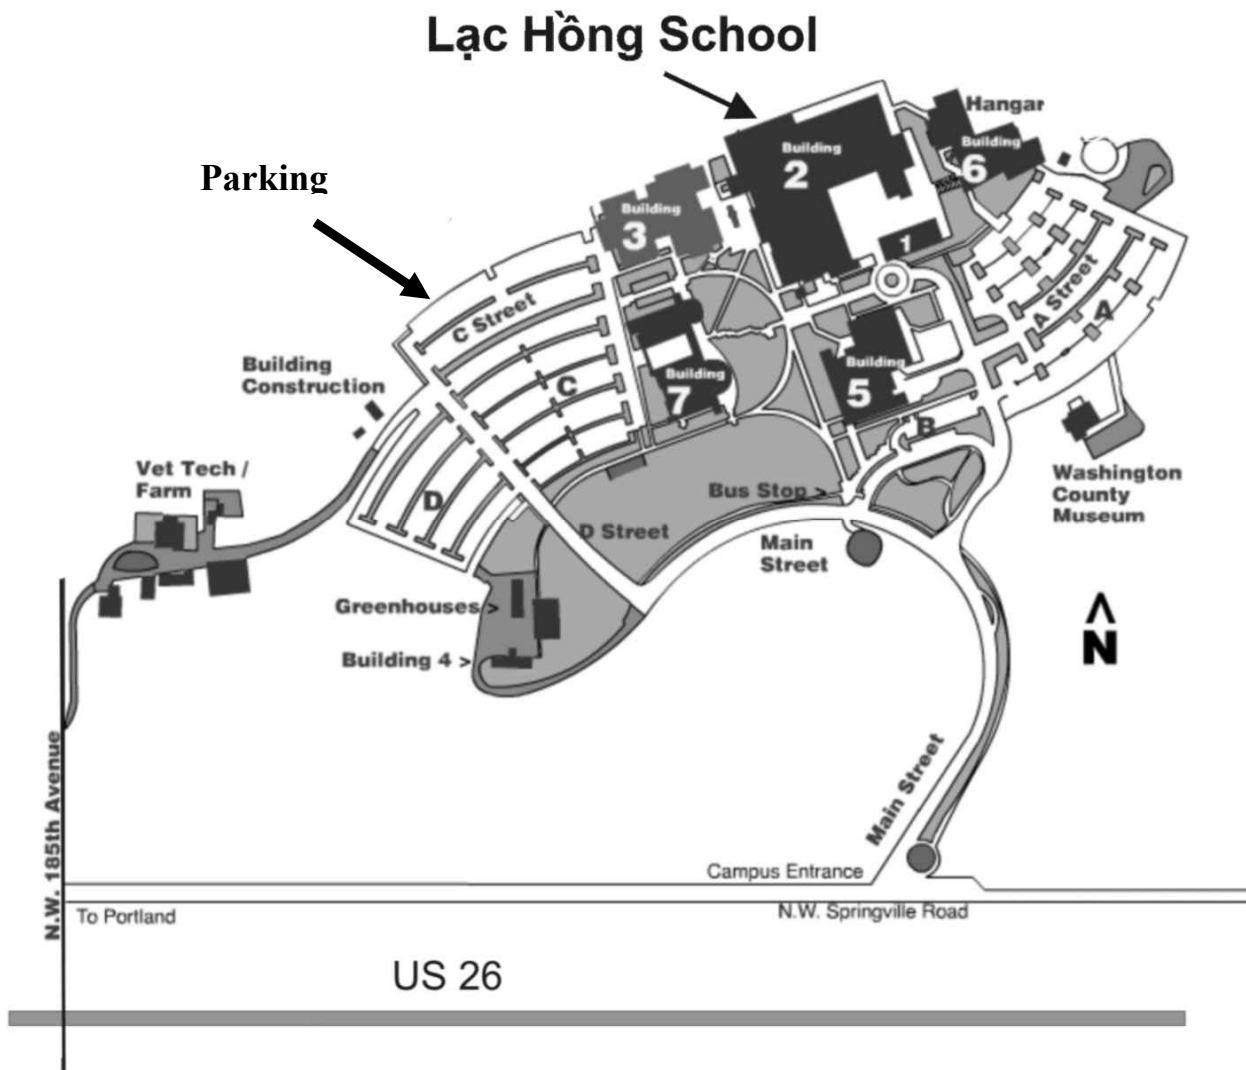 Lạc Hồng School
Parking
Hangar
Building
2
Building
6
Building
3
1
C Street
A Street
A
Building
Construction
C
Building
7
Building
5
B
Vet Tech /
Farm
D
Bus Stop >
Washington
County
Museum
D Street
Main
Street
Greenhouses >
Building 4 >
N
Main Street
N.W. 185th Avenue
Campus Entrance
To Portland
N.W. Springville Road
US 26